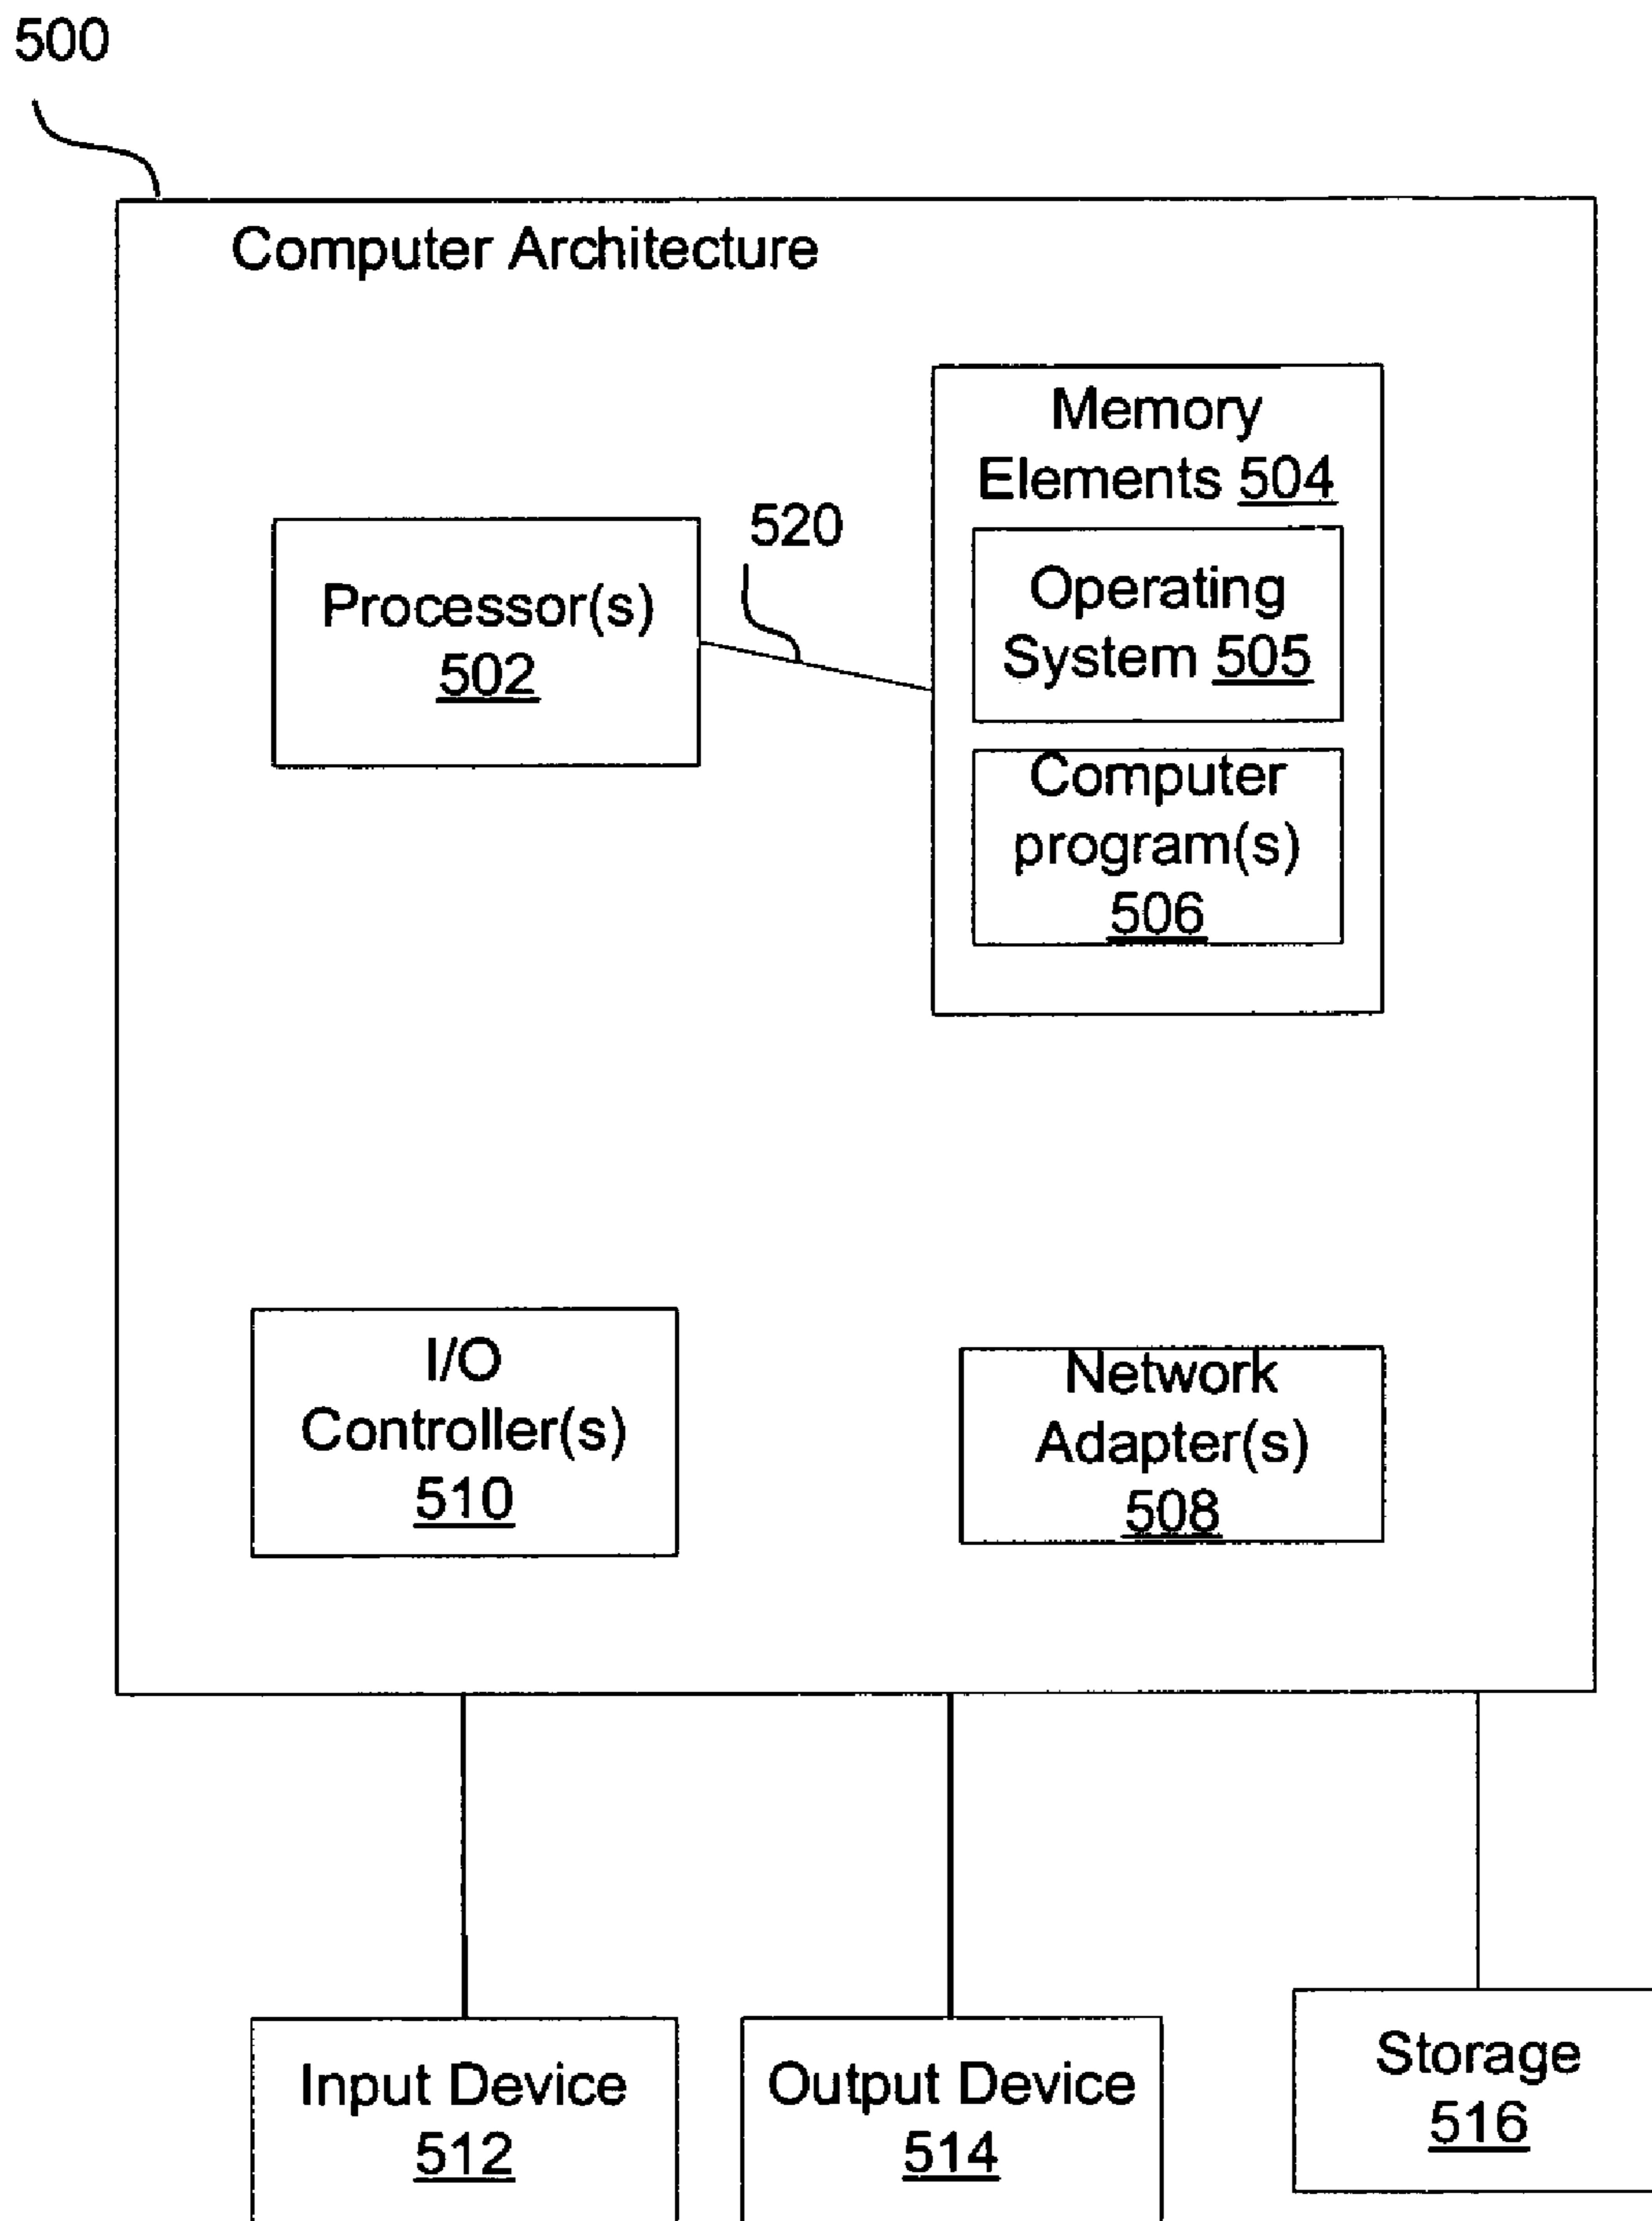 500
Computer Architecture
Memory
Elements 504
520
Operating
System 505
Processor(s)
502
Computer
program(s)
506
I/O
Controller(s)
510
Network
Adapter(s)
508
Input Device
512
Output Device
514
Storage
516